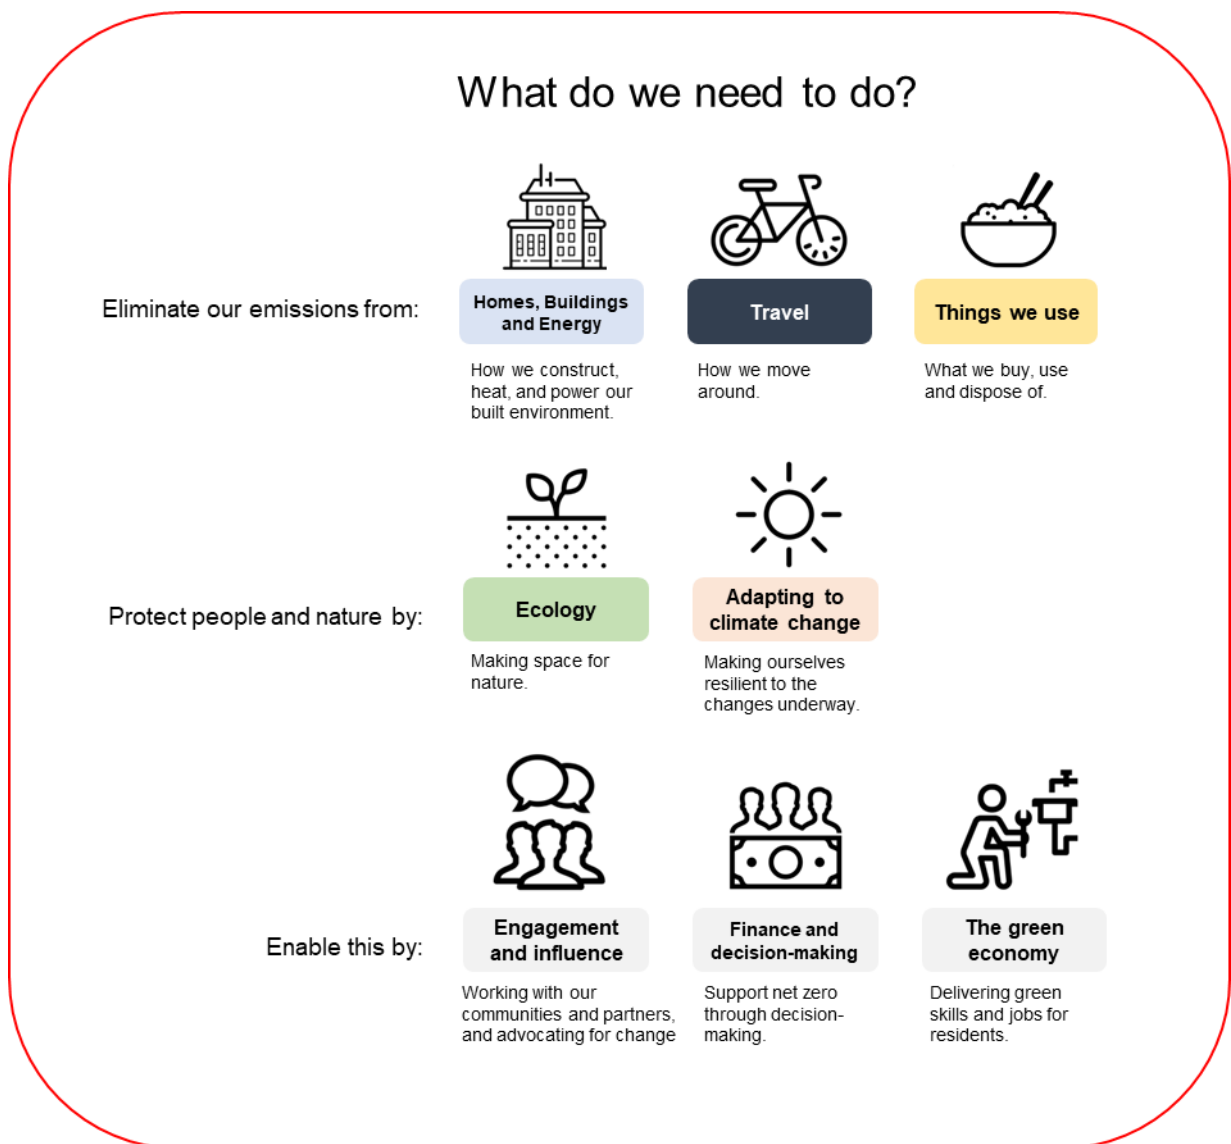 What do we need to do?
Eliminate our emissions from:
Homes, Buildings
and Energy
How we construct,
heat, and power our
built environment.
Travel
How we move
around.
Things we use
What we buy, use
and dispose of.
Protect people and nature by:
Ecology
Making space for
nature.
Adapting to
climate change
Making ourselves
resilient to the
changes underway.
Enable this by:
Engagement
and influence
Working with our
communities and partners,
and advocating for change
Finance and
decision-making
Support net zero
through decision-
making.
The green
economy
Delivering green
skills and jobs for
residents.